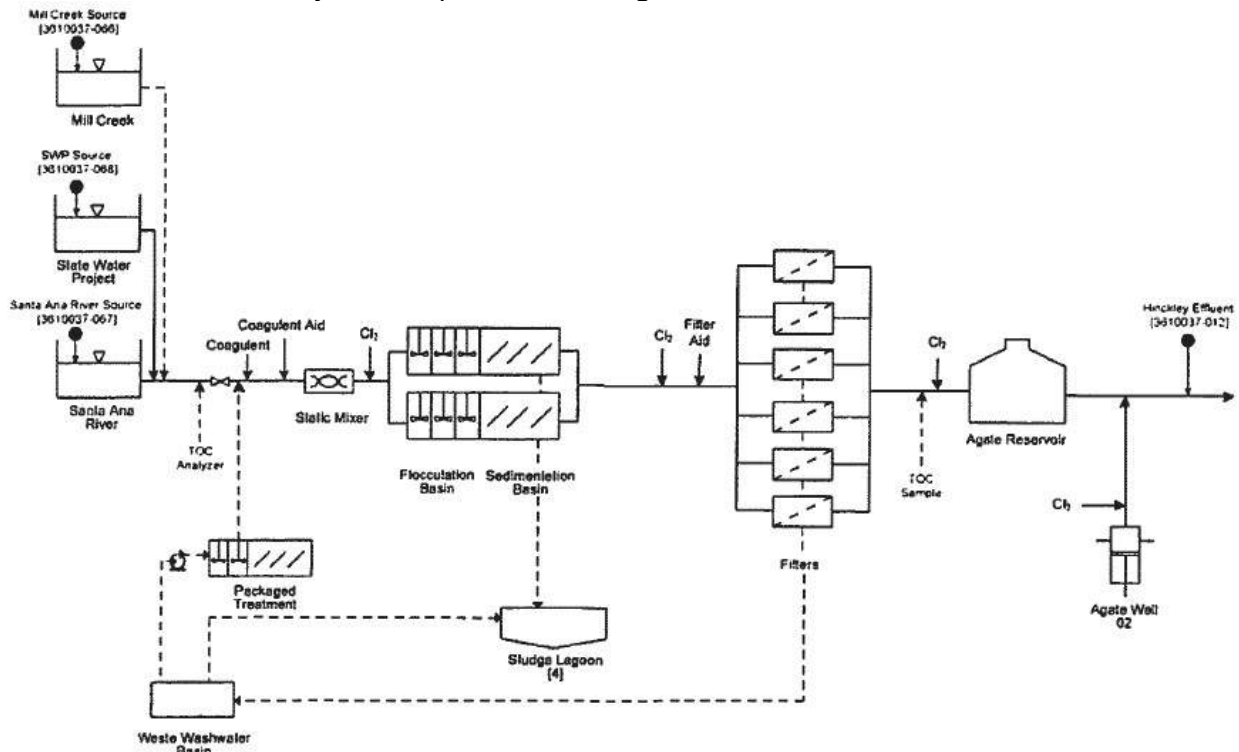 Mill Creek Source
[3610037-066]
Mill Creek
SWP Source
[3610037-068]
State Water
Project
Santa Ana River Source
[3610037-067]
Santa Ana
River
TOC
Analyzer
Coagulent
Coagulent Aid
Static Mixer
Cl₂
Flocculation
Basin
Sedimentation
Basin
Cl₂
Filter
Aid
Filters
TOC
Sample
Cl₂
Agate Reservoir
Hinckley Effluent
[3610037-012]
Cl₂
Agate Well
02
Packaged
Treatment
Sludge Lagoon
[4]
Waste Washwater
Basin